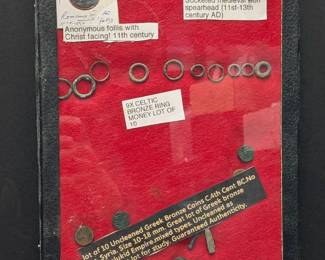 Socketed medieval iron
spearhead (11st-13th
century AD)
Anonymous follis with
Christ facing! 11th century
9X CELTIC
BRONZE RING
MONEY LOT OF
10
lot of 10 Uncleaned Greek Bronze Coins C.4th Cent BC.No
Syria. Size 10-18 mm. Great lot of Greek bronze
Empire.mixed types. Uncleaned as
lot for study. Guaranteed Authenticity.